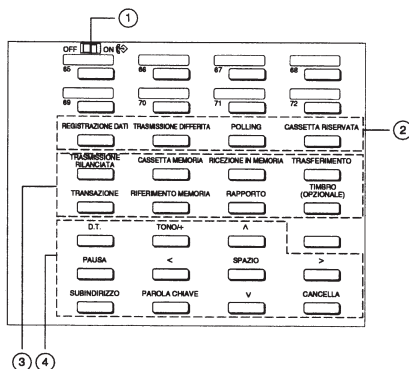 1
OFF ON
65 66 67 68
69 70 71 72
REGISTRAZIONE DATI TRASMISSIONE DIFFERITA POLLING CASSETTA RISERVATA
2
TRASMISSIONE RILANCIATA CASSETTA MEMORIA RICEZIONE IN MEMORIA TRASFERIMENTO
TRANSAZIONE RIFERIMENTO MEMORIA RAPPORTO TIMBRO (OPZIONALE)
D.T. TONO/+ ^
PAUSA < SPAZIO >
SUBINDIRIZZO PAROLA CHIAVE v CANCELLA
3 4